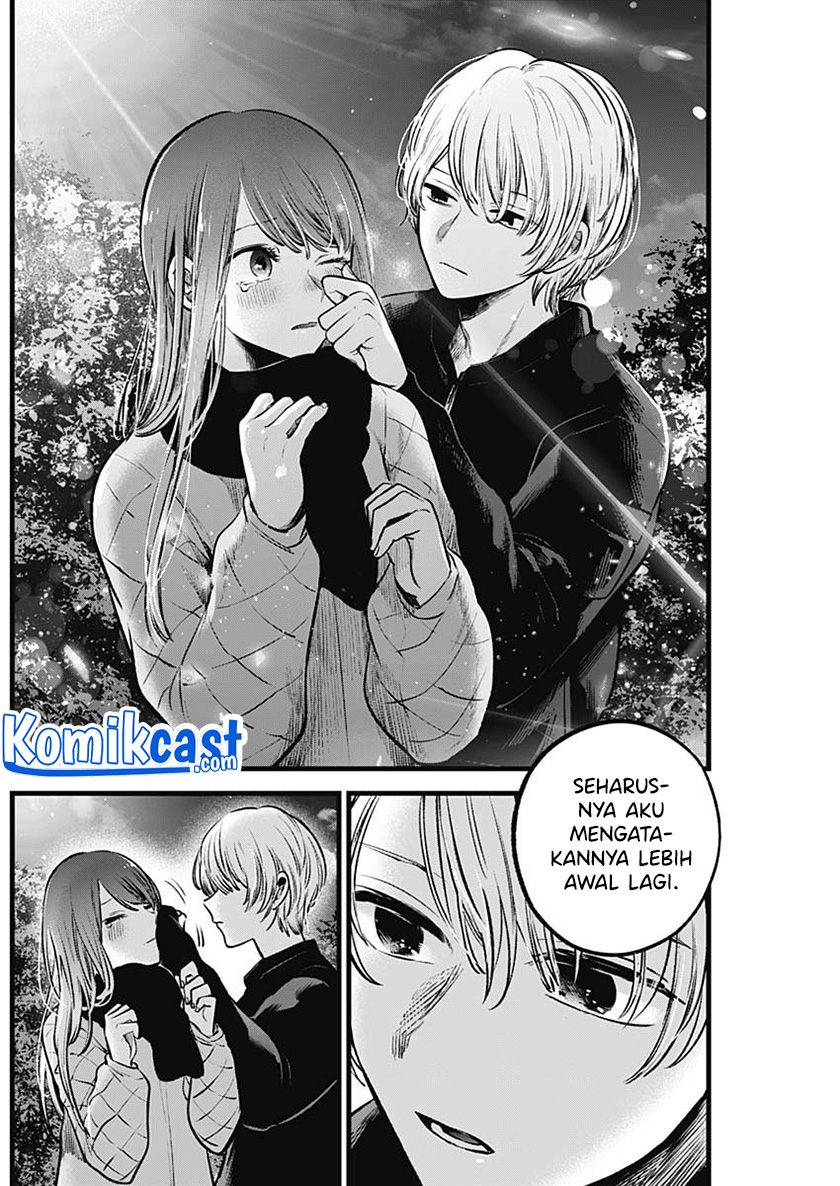 Komikcast
.com
SEHARUS-
NYA AKU
MENGATA-
KANNYA LEBIH
AWAL LAGI.